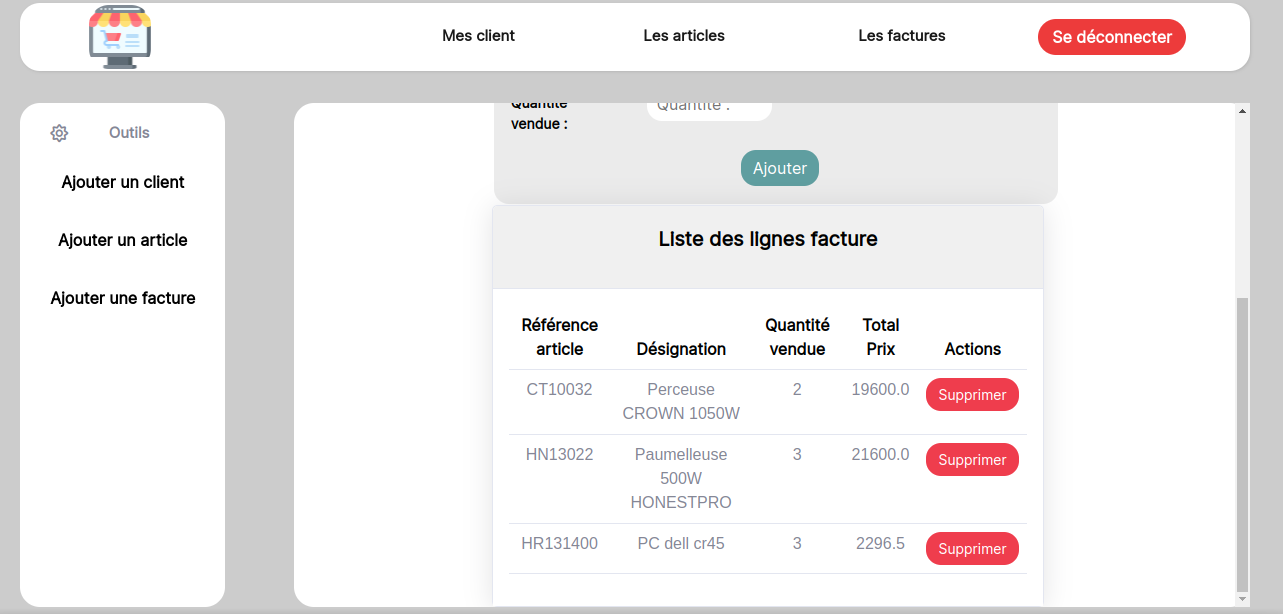 Mes client
Les articles
Les factures
Se déconnecter
Outils
Ajouter un client
Ajouter un article
Ajouter une facture
Quantité
vendue :
Quantité :
Ajouter
Liste des lignes facture
Référence
article
Désignation
Quantité
vendue
Total
Prix
Actions
CT10032
Perceuse
CROWN 1050W
2
19600.0
Supprimer
HN13022
Paumelleuse
500W
HONESTPRO
3
21600.0
Supprimer
HR131400
PC dell cr45
3
2296.5
Supprimer